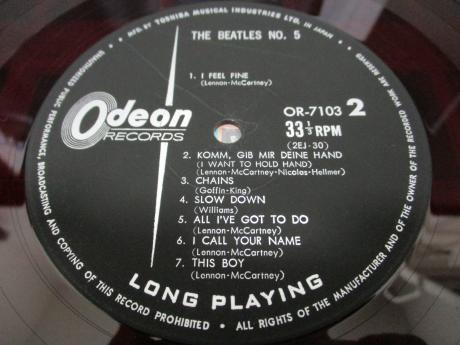 MFD. BY TOSHIBA MUSICAL INDUSTRIES LTD. IN JAPAN
THE BEATLES NO. 5
1. I FEEL FINE
(Lennon-McCartney)
Odeon
RECORDS
OR-7103 2
33⅓RPM
(2EJ-30)
2. KOMM, GIB MIR DEINE HAND
(I WANT TO HOLD HAND)
(Lennon-McCartney-Nicolas-Hellmer)
3. CHAINS
(Goffin-King)
4. SLOW DOWN
(Williams)
5. ALL I'VE GOT TO DO
(Lennon-McCartney)
6. I CALL YOUR NAME
(Lennon-McCartney)
7. THIS BOY
(Lennon-McCartney)
LONG PLAYING
UNAUTHORISED PUBLIC PERFORMANCE, BROADCASTING AND COPYING OF THIS RECORD PROHIBITED • ALL RIGHTS OF THE MANUFACTURER AND OF THE OWNER OF THE RECORDED WORK ARE RESERVED